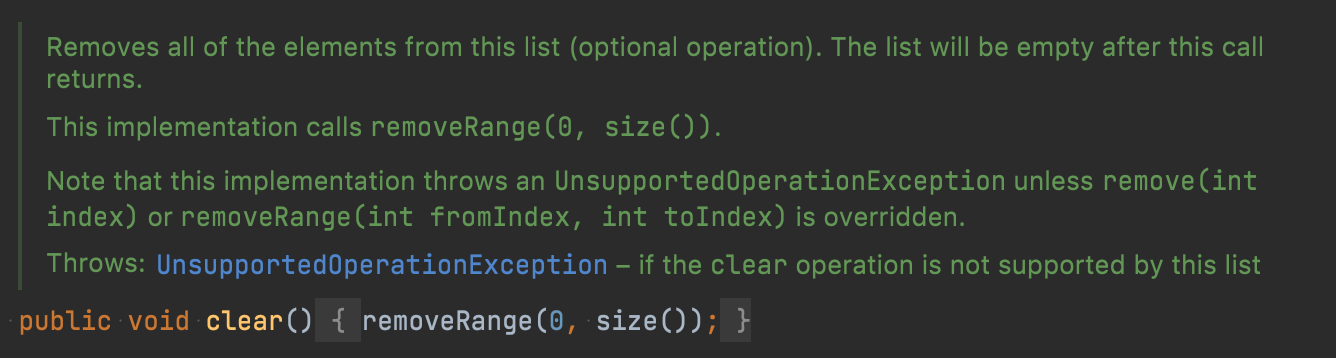 Removes all of the elements from this list (optional operation). The list will be empty after this call
returns.
This implementation calls removeRange(0, size()).
Note that this implementation throws an UnsupportedOperationException unless remove(int
index) or removeRange(int fromIndex, int toIndex) is overridden.
Throws: UnsupportedOperationException – if the clear operation is not supported by this list
public void clear() { removeRange(0, size()); }